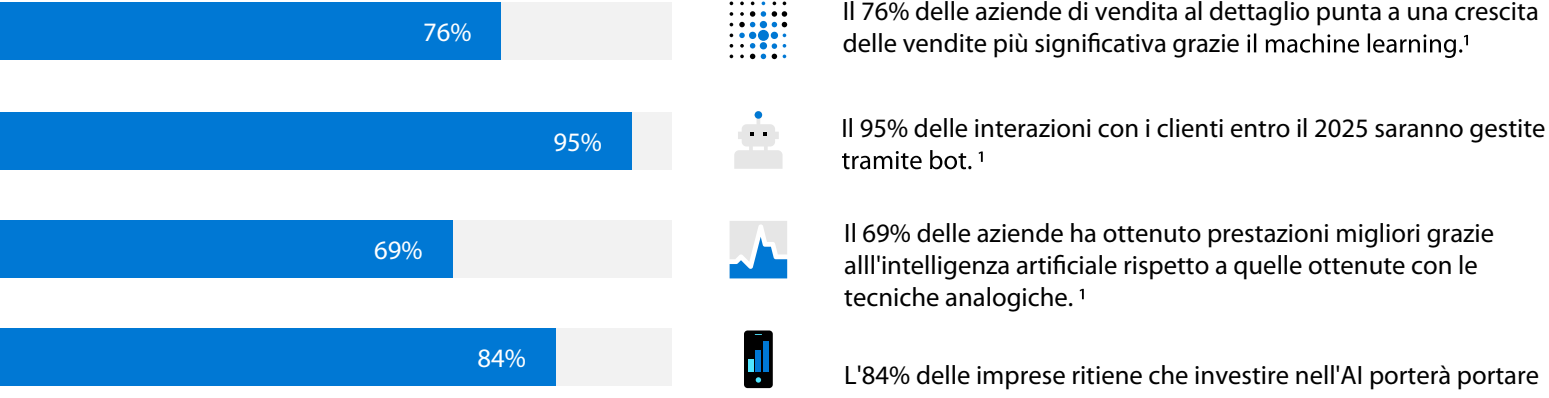 76%
Il 76% delle aziende di vendita al dettaglio punta a una crescita
delle vendite più significativa grazie il machine learning.¹
95%
Il 95% delle interazioni con i clienti entro il 2025 saranno gestite
tramite bot. ¹
69%
Il 69% delle aziende ha ottenuto prestazioni migliori grazie
alll'intelligenza artificiale rispetto a quelle ottenute con le
tecniche analogiche. ¹
84%
L'84% delle imprese ritiene che investire nell'AI porterà portare